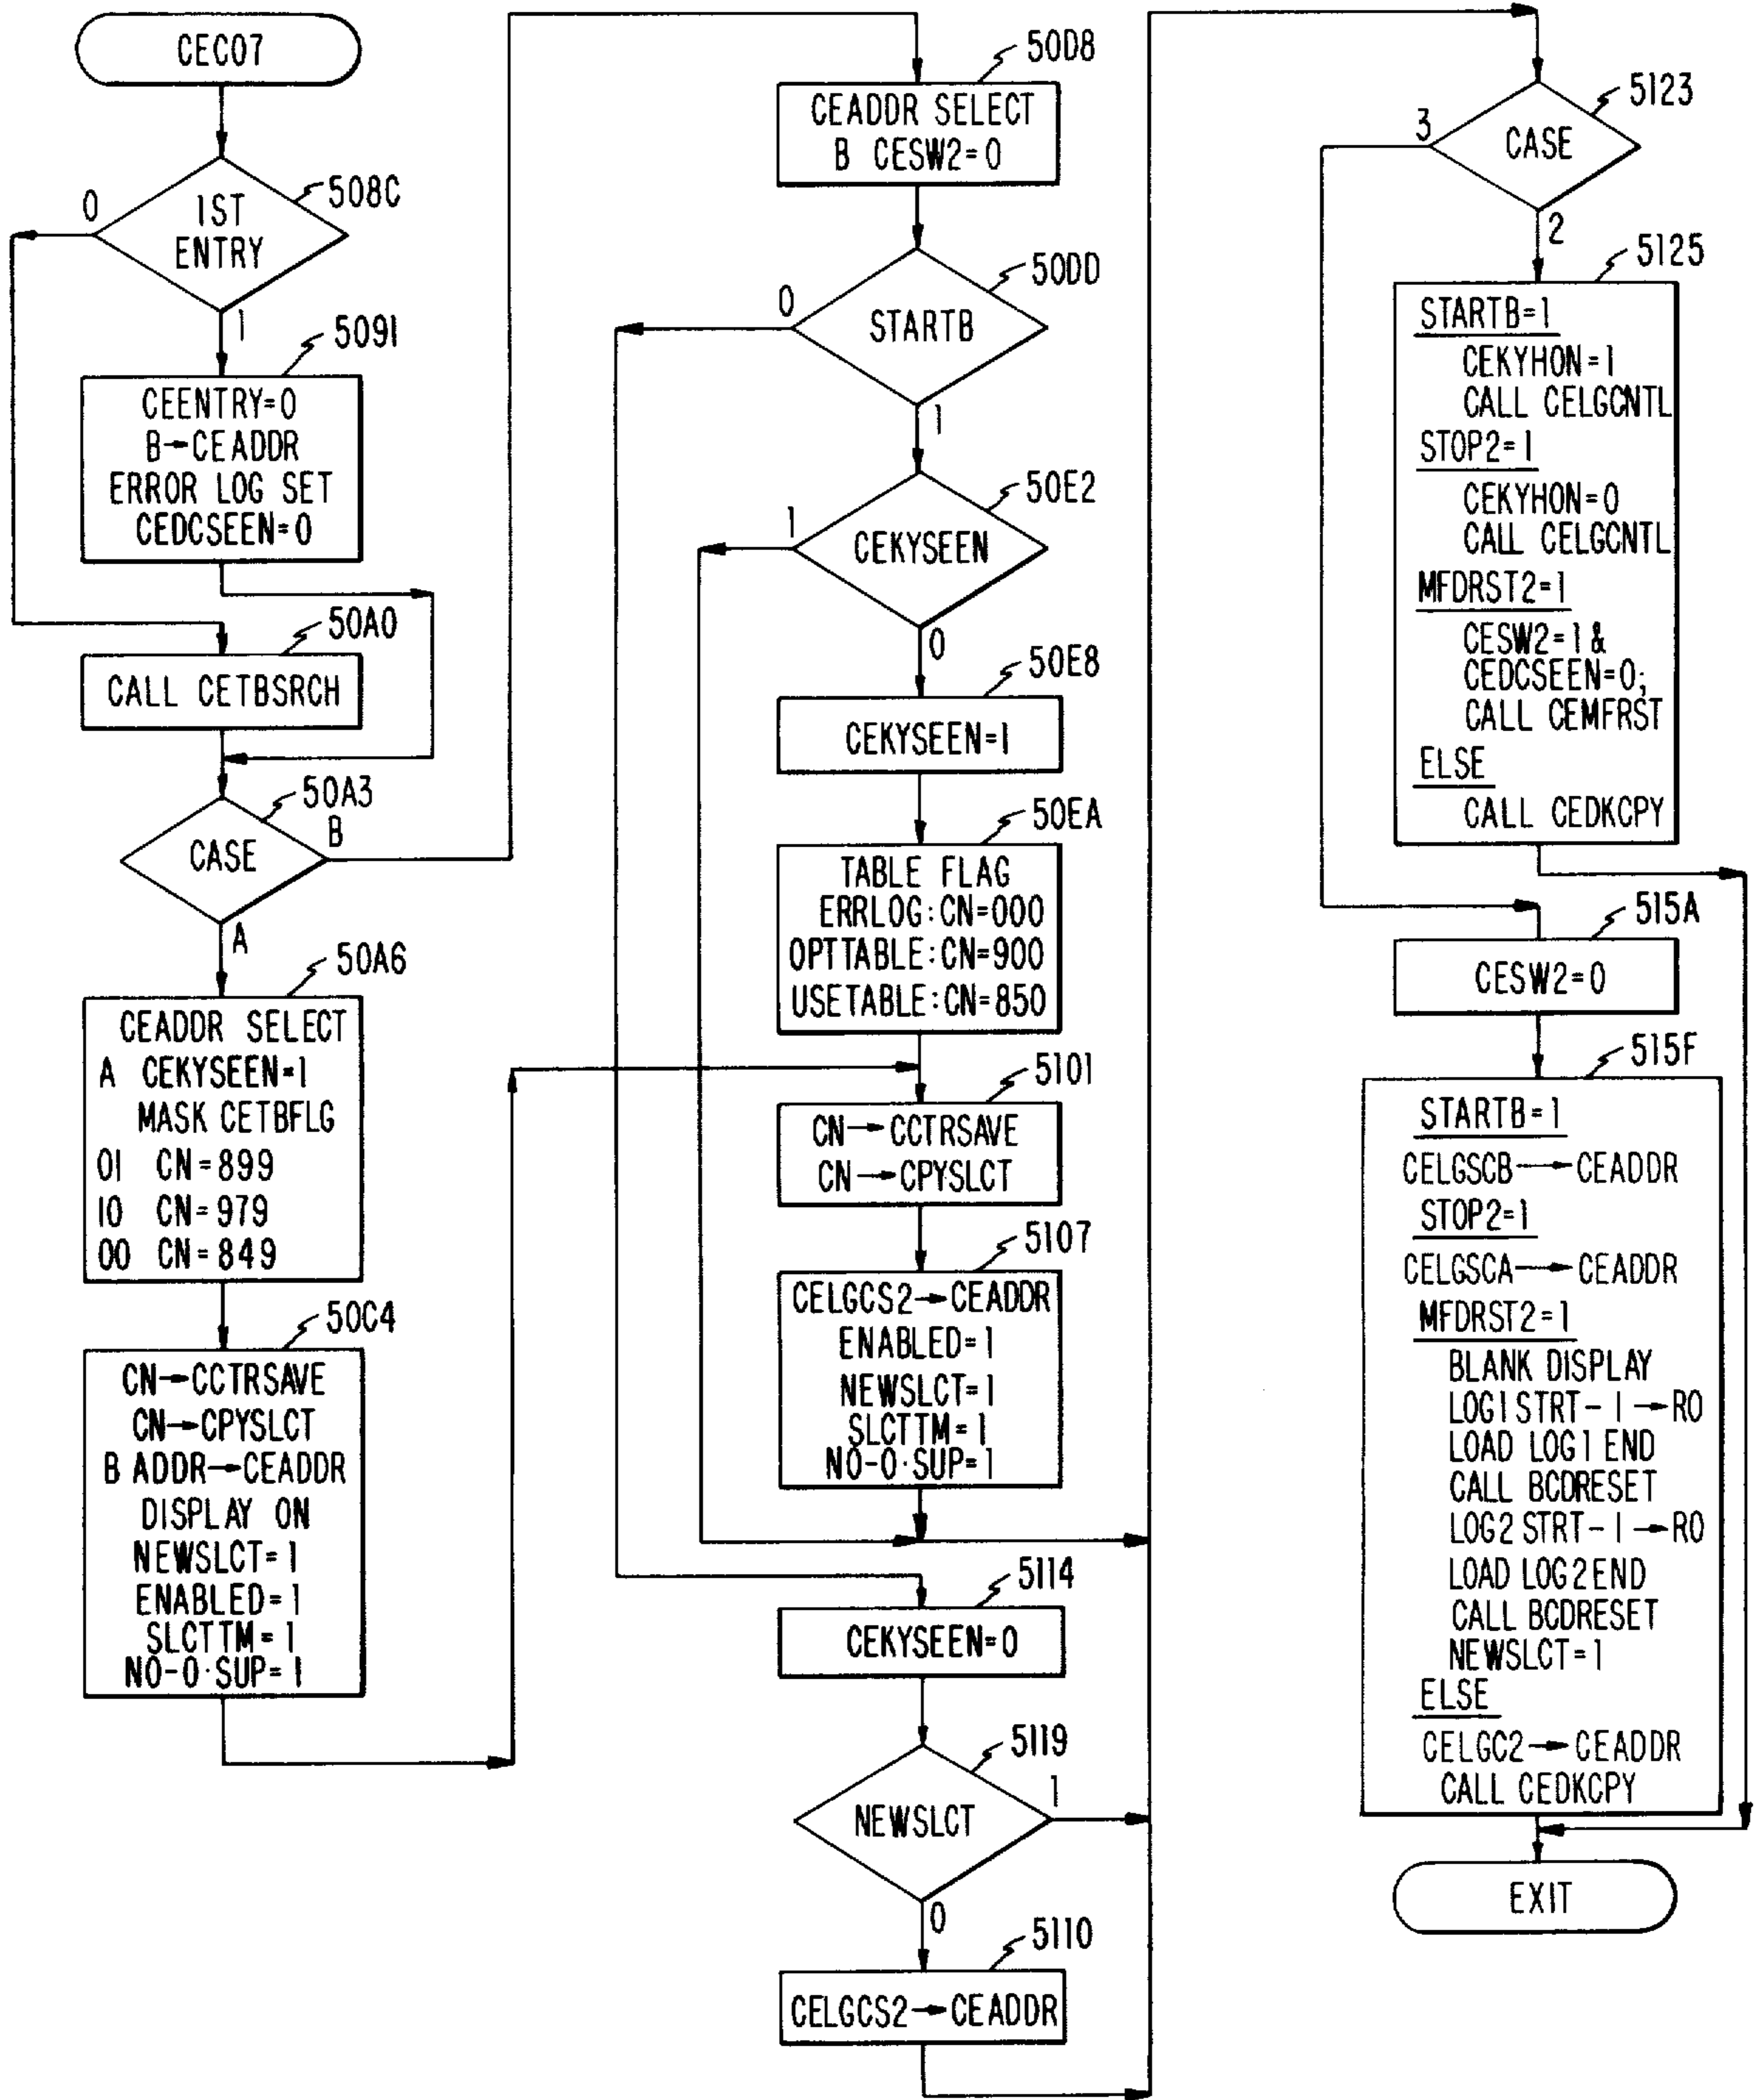 CEC07
508C
0
1ST
ENTRY
1
5091
CEENTRY=0
B→CEADDR
ERROR LOG SET
CEDCSEEN=0
50A0
CALL CETBSRCH
50A3
B
CASE
A
50A6
CEADDR SELECT
A CEKYSEEN=1
MASK CETBFLG
01 CN=899
10 CN=979
00 CN=849
50C4
CN→CCTRSAVE
CN→CPYSLCT
B ADDR→CEADDR
DISPLAY ON
NEWSLCT=1
ENABLED=1
SLCTTM=1
NO-0·SUP=1
50D8
CEADDR SELECT
B CESW2=0
50DD
0
STARTB
1
50E2
1
CEKYSEEN
0
50E8
CEKYSEEN=1
50EA
TABLE FLAG
ERRLOG:CN=000
OPTTABLE:CN=900
USETABLE:CN=850
5101
CN→CCTRSAVE
CN→CPYSLCT
5107
CELGCS2→CEADDR
ENABLED=1
NEWSLCT=1
SLCTTM=1
NO-0·SUP=1
5114
CEKYSEEN=0
5119
1
NEWSLCT
0
5110
CELGCS2→CEADDR
5123
3
CASE
2
5125
STARTB=1
CEKYHON=1
CALL CELGCNTL
STOP2=1
CEKYHON=0
CALL CELGCNTL
MFDRST2=1
CESW2=1&
CEDCSEEN=0;
CALL CEMFRST
ELSE
CALL CEDKCPY
515A
CESW2=0
515F
STARTB=1
CELGSCB→CEADDR
STOP2=1
CELGSCA→CEADDR
MFDRST2=1
BLANK DISPLAY
LOG1STRT-1→R0
LOAD LOG1END
CALL BCDRESET
LOG2STRT-1→R0
LOAD LOG2END
CALL BCDRESET
NEWSLCT=1
ELSE
CELGC2→CEADDR
CALL CEDKCPY
EXIT